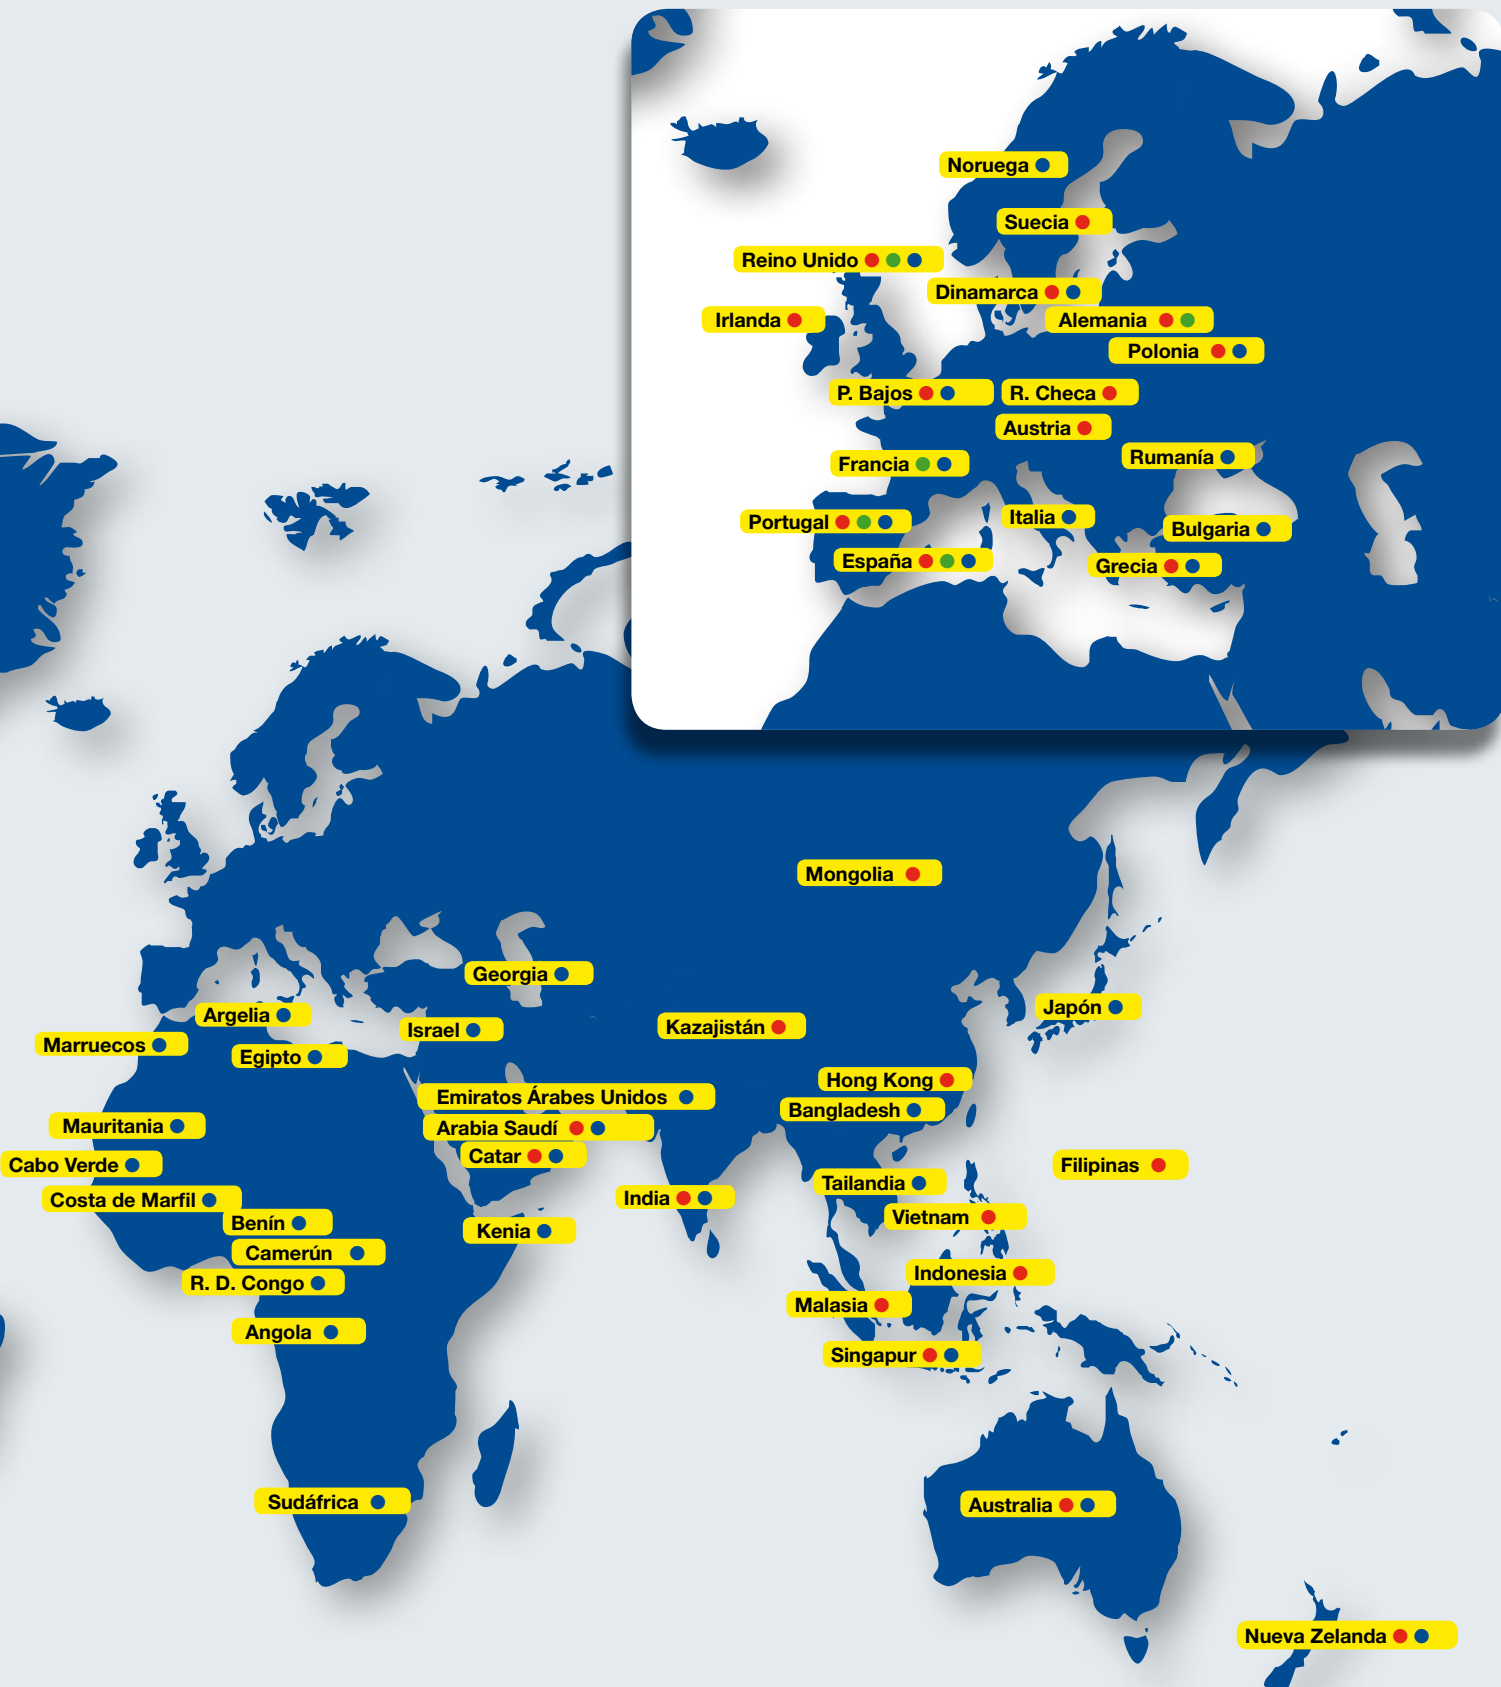 Noruega
Suecia
Reino Unido
Dinamarca
Irlanda
Alemania
Polonia
P. Bajos
R. Checa
Austria
Francia
Rumanía
Portugal
Italia
Bulgaria
España
Grecia
Mongolia
Georgia
Japón
Argelia
Israel
Kazajistán
Marruecos
Egipto
Hong Kong
Emiratos Árabes Unidos
Bangladesh
Mauritania
Arabia Saudí
Catar
Cabo Verde
Filipinas
Tailandia
Costa de Marfil
India
Benín
Vietnam
Kenia
Camerún
Indonesia
R. D. Congo
Malasia
Angola
Singapur
Sudáfrica
Australia
Nueva Zelanda